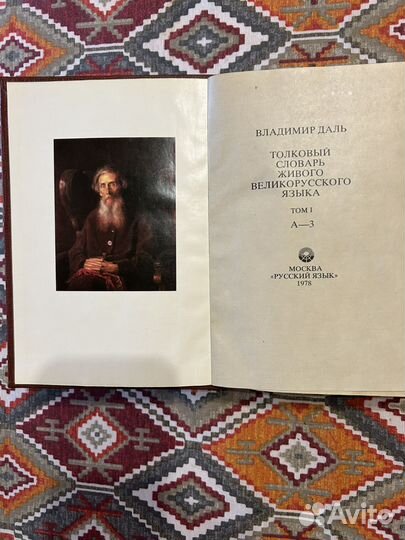 ВЛАДИМИР ДАЛЬ
ТОЛКОВЫЙ
СЛОВАРЬ
ЖИВОГО
ВЕЛИКОРУССКОГО
ЯЗЫКА
ТОМ I
А—З
МОСКВА
«РУССКИЙ ЯЗЫК»
1978
Avito